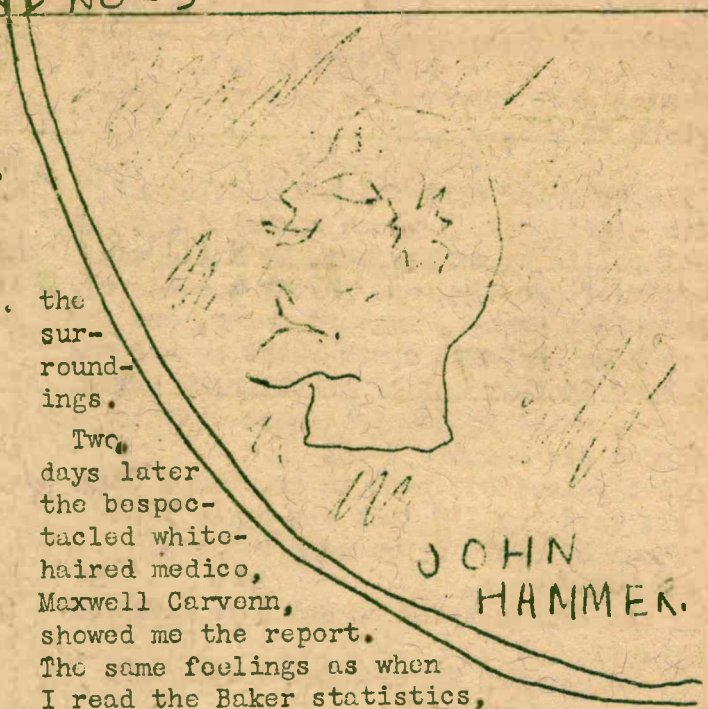 NO -
the
sur-
round-
ings.
Two
days later
the bespec-
tacled white-
haired medico,
Maxwell Carvenn,
showed me the report.
The same feelings as when
I read the Baker statistics,
JOHN
HAMMER.